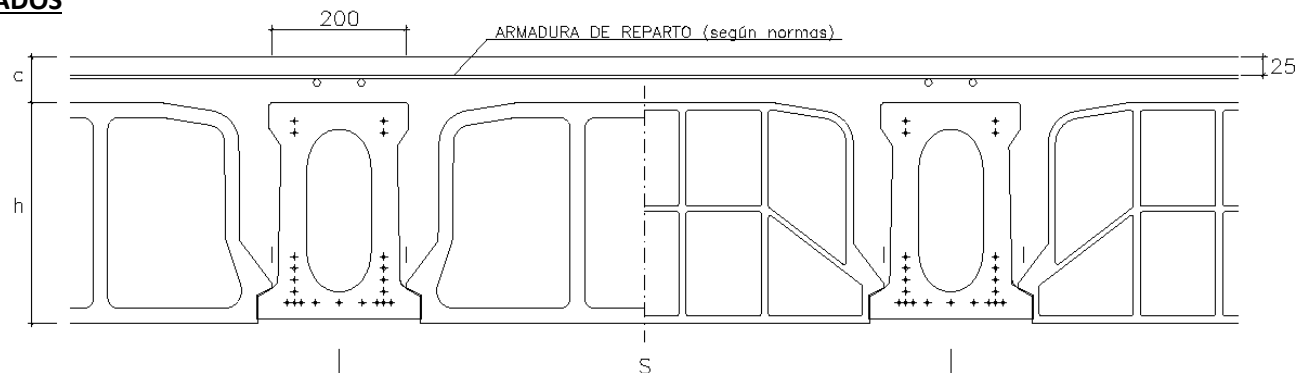 ADOS
200
ARMADURA DE REPARTO (según normas)
c
25
h
S